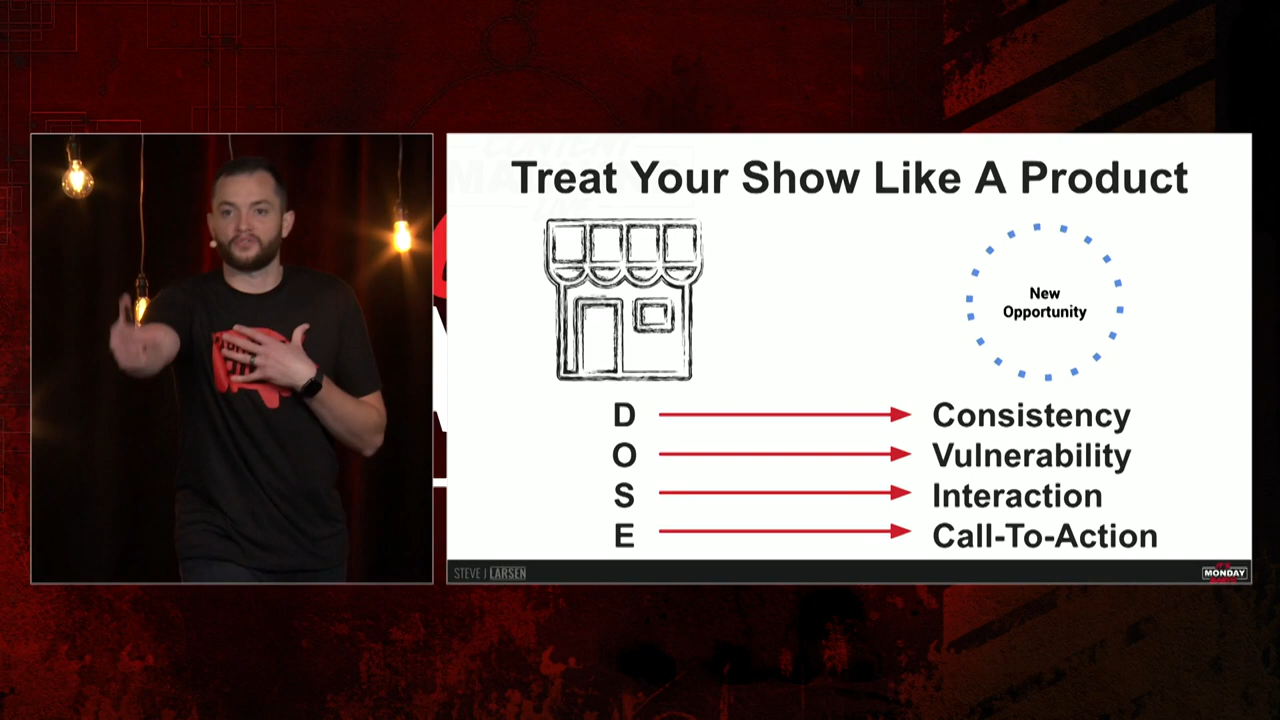 Treat Your Show Like A Product
New
Opportunity
D Consistency
O Vulnerability
S Interaction
E Call-To-Action
STEVE J LARSEN
MONDAY